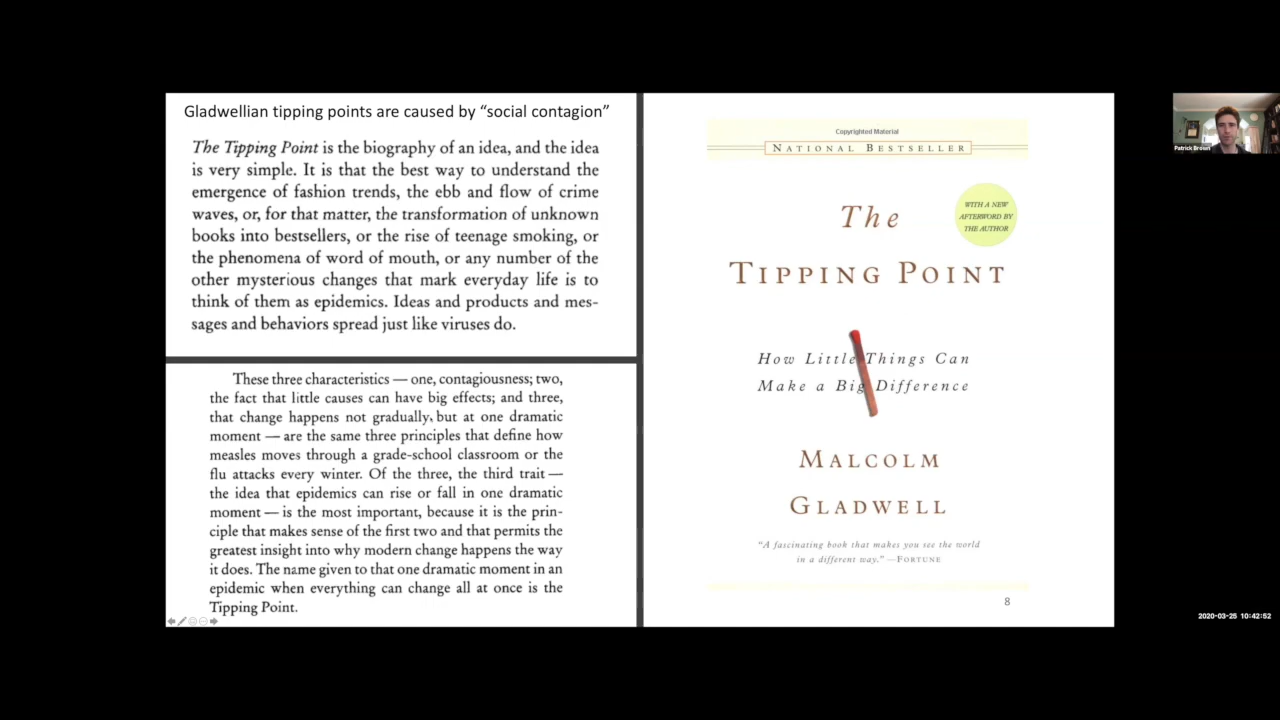 Gladwellian tipping points are caused by “social contagion”
The Tipping Point is the biography of an idea, and the idea
is very simple. It is that the best way to understand the
emergence of fashion trends, the ebb and flow of crime
waves, or, for that matter, the transformation of unknown
books into bestsellers, or the rise of teenage smoking, or
the phenomena of word of mouth, or any number of the
other mysterious changes that mark everyday life is to
think of them as epidemics. Ideas and products and mes-
sages and behaviors spread just like viruses do.
These three characteristics — one, contagiousness; two,
the fact that little causes can have big effects; and three,
that change happens not gradually, but at one dramatic
moment — are the same three principles that define how
measles moves through a grade-school classroom or the
flu attacks every winter. Of the three, the third trait —
the idea that epidemics can rise or fall in one dramatic
moment — is the most important, because it is the prin-
ciple that makes sense of the first two and that permits the
greatest insight into why modern change happens the way
it does. The name given to that one dramatic moment in an
epidemic when everything can change all at once is the
Tipping Point.
Copyrighted Material
NATIONAL BESTSELLER
The
TIPPING POINT
WITH A NEW
AFTERWORD BY
THE AUTHOR
How Little Things Can
Make a Big Difference
MALCOLM
GLADWELL
“A fascinating book that makes you see the world
in a different way.” —FORTUNE
8
Patrick Brown
2020-03-25 10:42:52